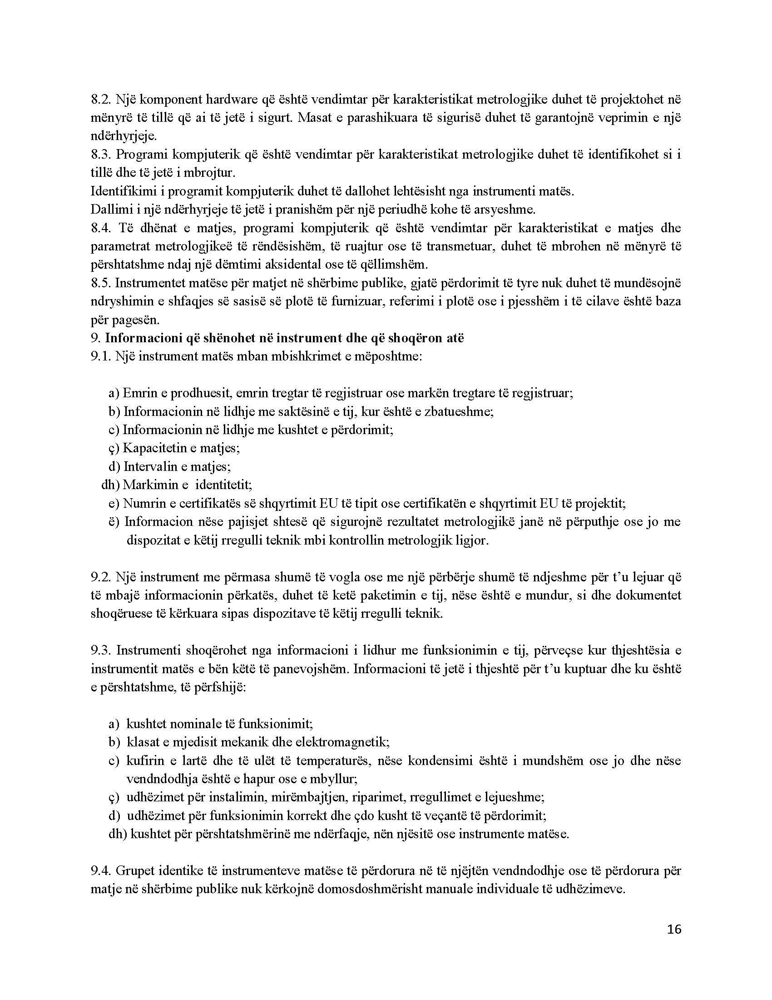 8.2. Një komponent hardware që është vendimtar për karakteristikat metrologjike duhet të projektohet në
mënyrë të tillë që ai të jetë i sigurt. Masat e parashikuara të sigurisë duhet të garantojnë veprimin e një
ndërhyrjeje.
8.3. Programi kompjuterik që është vendimtar për karakteristikat metrologjike duhet të identifikohet si i
tillë dhe të jetë i mbrojtur.
Identifikimi i programit kompjuterik duhet të dallohet lehtësisht nga instrumenti matës.
Dallimi i një ndërhyrjeje të jetë i pranishëm për një periudhë kohe të arsyeshme.
8.4. Të dhënat e matjes, programi kompjuterik që është vendimtar për karakteristikat e matjes dhe
parametrat metrologjikeë të rëndësishëm, të ruajtur ose të transmetuar, duhet të mbrohen në mënyrë të
përshtatshme ndaj një dëmtimi aksidental ose të qëllimshëm.
8.5. Instrumentet matëse për matjet në shërbime publike, gjatë përdorimit të tyre nuk duhet të mundësojnë
ndryshimin e shfaqjes së sasisë së plotë të furnizuar, referimi i plotë ose i pjesshëm i të cilave është baza
për pagesën.
9. Informacioni që shënohet në instrument dhe që shoqëron atë
9.1. Një instrument matës mban mbishkrimet e mëposhtme:
a) Emrin e prodhuesit, emrin tregtar të regjistruar ose markën tregtare të regjistruar;
b) Informacionin në lidhje me saktësinë e tij, kur është e zbatueshme;
c) Informacionin në lidhje me kushtet e përdorimit;
ç) Kapacitetin e matjes;
d) Intervalin e matjes;
dh) Markimin e  identitetit;
e) Numrin e certifikatës së shqyrtimit EU të tipit ose certifikatën e shqyrtimit EU të projektit;
ë) Informacion nëse pajisjet shtesë që sigurojnë rezultatet metrologjikë janë në përputhje ose jo me
dispozitat e këtij rregulli teknik mbi kontrollin metrologjik ligjor.
9.2. Një instrument me përmasa shumë të vogla ose me një përbërje shumë të ndjeshme për t’u lejuar që
të mbajë informacionin përkatës, duhet të ketë paketimin e tij, nëse është e mundur, si dhe dokumentet
shoqëruese të kërkuara sipas dispozitave të këtij rregulli teknik.
9.3. Instrumenti shoqërohet nga informacioni i lidhur me funksionimin e tij, përveçse kur thjeshtësia e
instrumentit matës e bën këtë të panevojshëm. Informacioni të jetë i thjeshtë për t’u kuptuar dhe ku është
e përshtatshme, të përfshijë:
a) kushtet nominale të funksionimit;
b) klasat e mjedisit mekanik dhe elektromagnetik;
c) kufirin e lartë dhe të ulët të temperaturës, nëse kondensimi është i mundshëm ose jo dhe nëse
vendndodhja është e hapur ose e mbyllur;
ç) udhëzimet për instalimin, mirëmbajtjen, riparimet, rregullimet e lejueshme;
d) udhëzimet për funksionimin korrekt dhe çdo kusht të veçantë të përdorimit;
dh) kushtet për përshtatshmërinë me ndërfaqje, nën njësitë ose instrumente matëse.
9.4. Grupet identike të instrumenteve matëse të përdorura në të njëjtën vendndodhje ose të përdorura për
matje në shërbime publike nuk kërkojnë domosdoshmërisht manuale individuale të udhëzimeve.
16